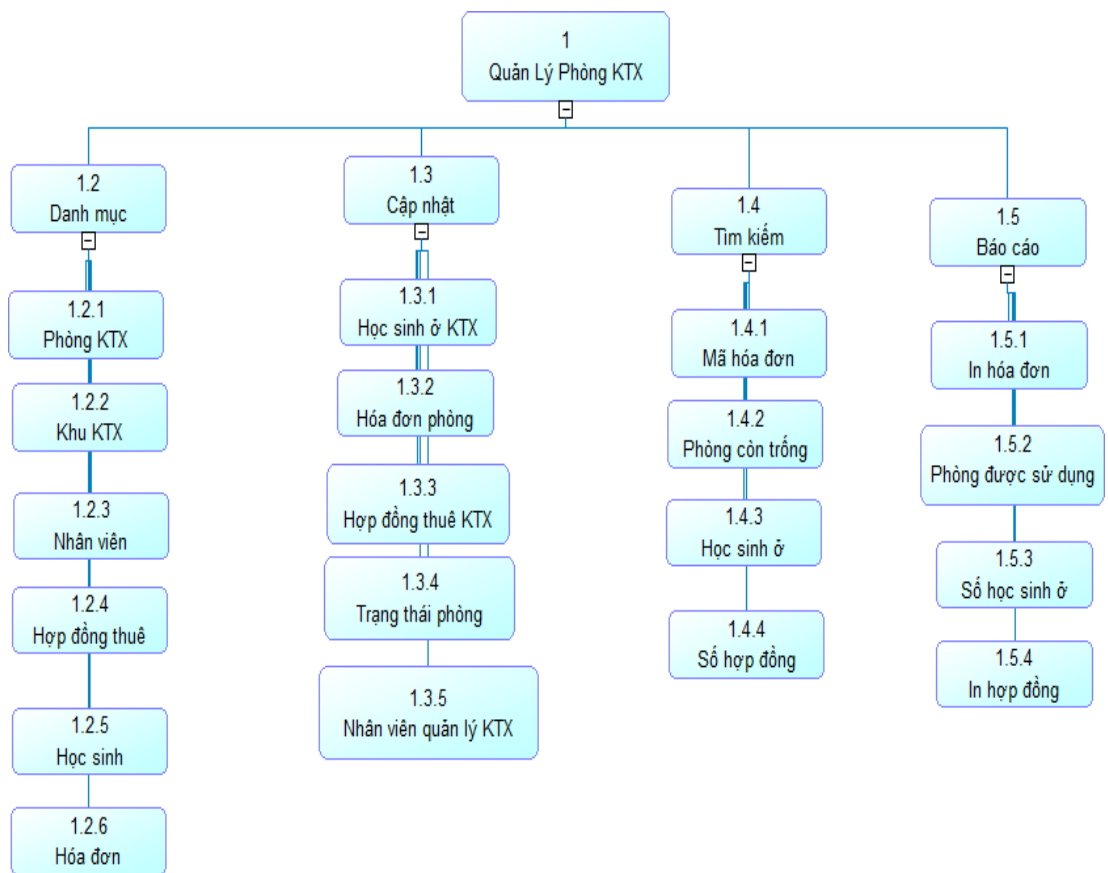 1
Quản Lý Phòng KTX
1.2
Danh mục
1.2.1
Phòng KTX
1.2.2
Khu KTX
1.2.3
Nhân viên
1.2.4
Hợp đồng thuê
1.2.5
Học sinh
1.2.6
Hóa đơn
1.3
Cập nhật
1.3.1
Học sinh ở KTX
1.3.2
Hóa đơn phòng
1.3.3
Hợp đồng thuê KTX
1.3.4
Trạng thái phòng
1.3.5
Nhân viên quản lý KTX
1.4
Tìm kiếm
1.4.1
Mã hóa đơn
1.4.2
Phòng còn trống
1.4.3
Học sinh ở
1.4.4
Số hợp đồng
1.5
Báo cáo
1.5.1
In hóa đơn
1.5.2
Phòng được sử dụng
1.5.3
Số học sinh ở
1.5.4
In hợp đồng